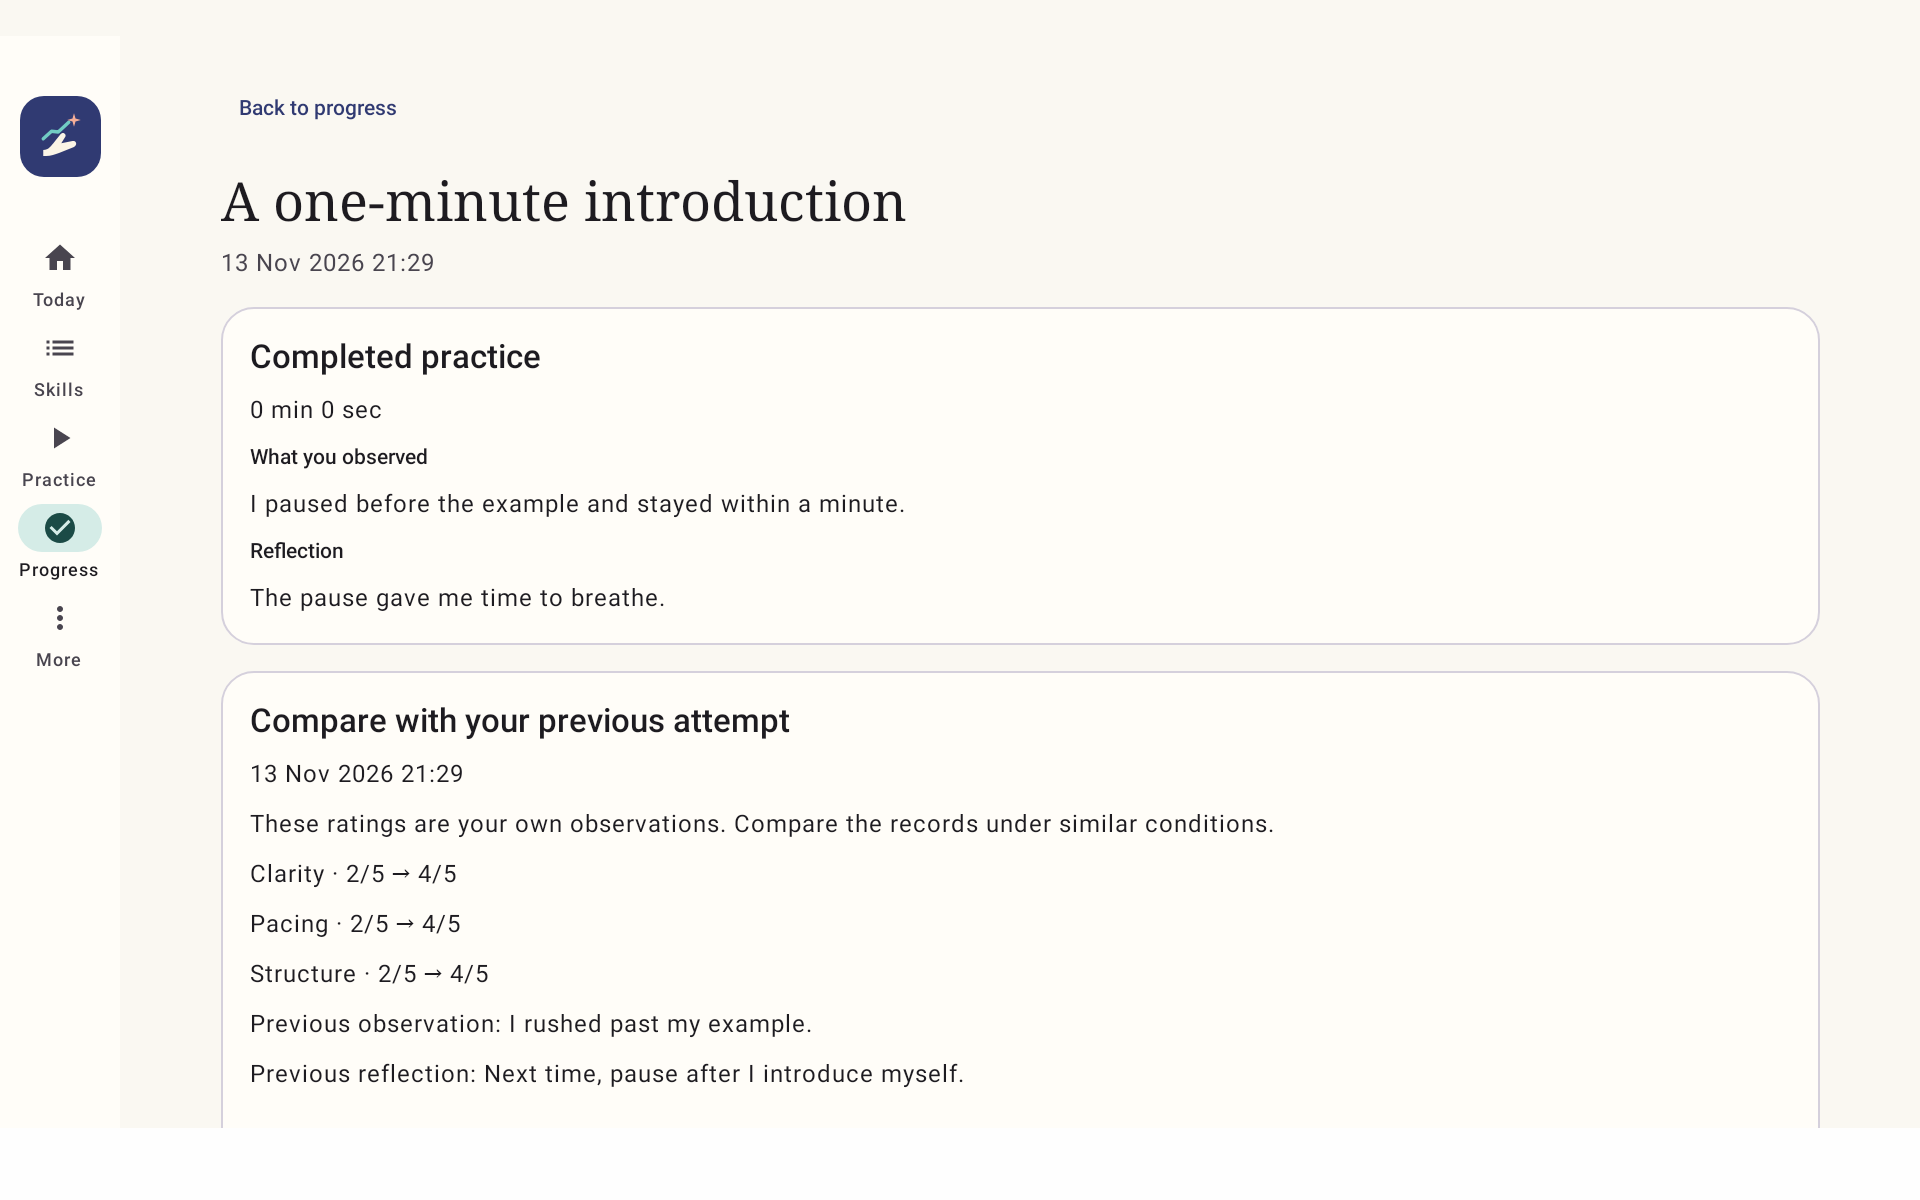 Back to progress
A one-minute introduction
13 Nov 2026 21:29
Today
Skills
Practice
Progress
More
Completed practice
0 min 0 sec
What you observed
I paused before the example and stayed within a minute.
Reflection
The pause gave me time to breathe.
Compare with your previous attempt
13 Nov 2026 21:29
These ratings are your own observations. Compare the records under similar conditions.
Clarity · 2/5 → 4/5
Pacing · 2/5 → 4/5
Structure · 2/5 → 4/5
Previous observation: I rushed past my example.
Previous reflection: Next time, pause after I introduce myself.